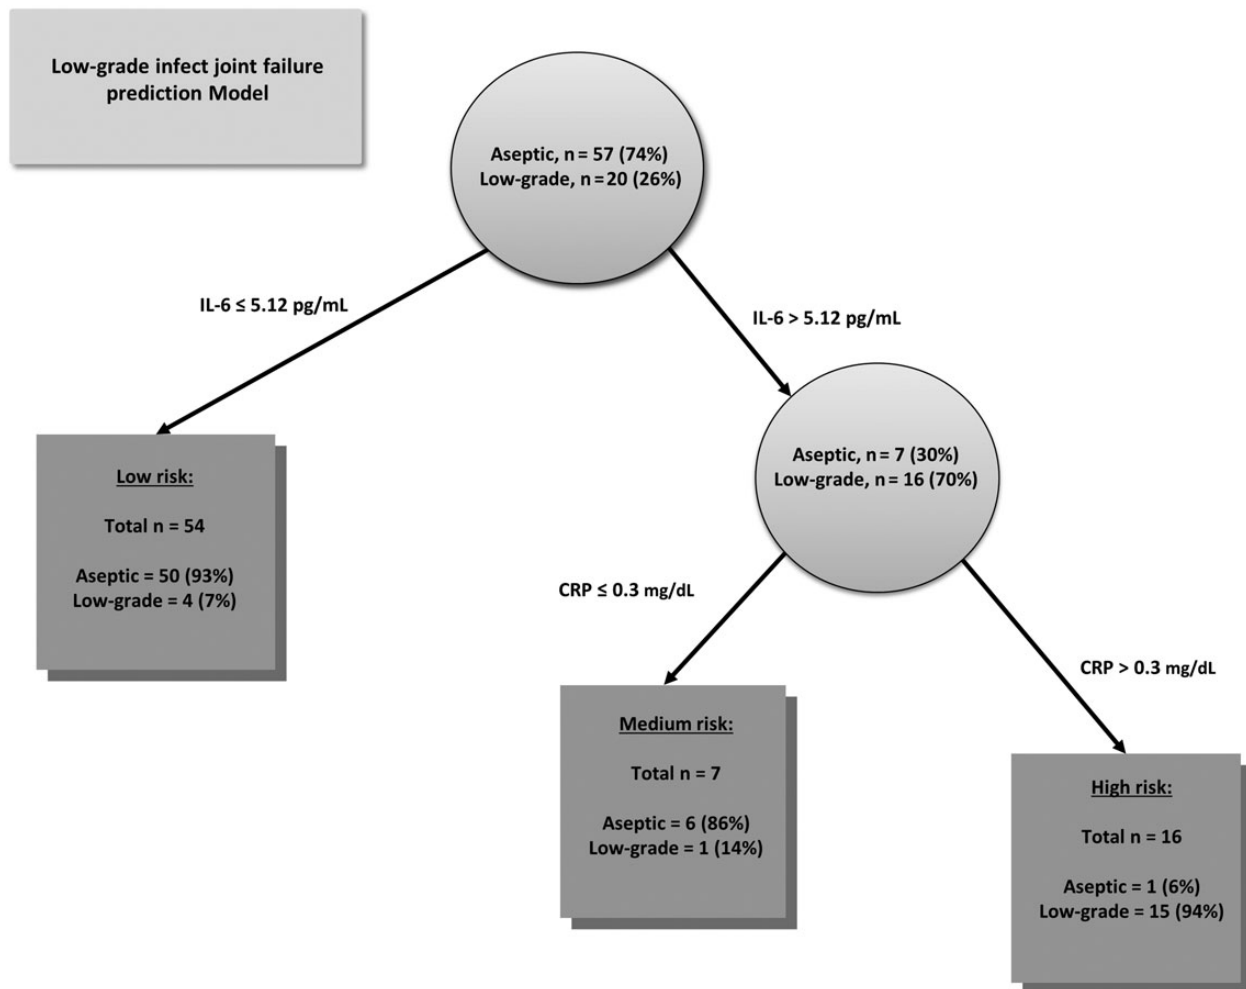 Low-grade infect joint failure
prediction Model
Aseptic, n = 57 (74%)
Low-grade, n = 20 (26%)
IL-6 ≤ 5.12 pg/mL
IL-6 > 5.12 pg/mL
Low risk:
Total n = 54
Aseptic = 50 (93%)
Low-grade = 4 (7%)
Aseptic, n = 7 (30%)
Low-grade, n = 16 (70%)
CRP ≤ 0.3 mg/dL
CRP > 0.3 mg/dL
Medium risk:
Total n = 7
Aseptic = 6 (86%)
Low-grade = 1 (14%)
High risk:
Total n = 16
Aseptic = 1 (6%)
Low-grade = 15 (94%)